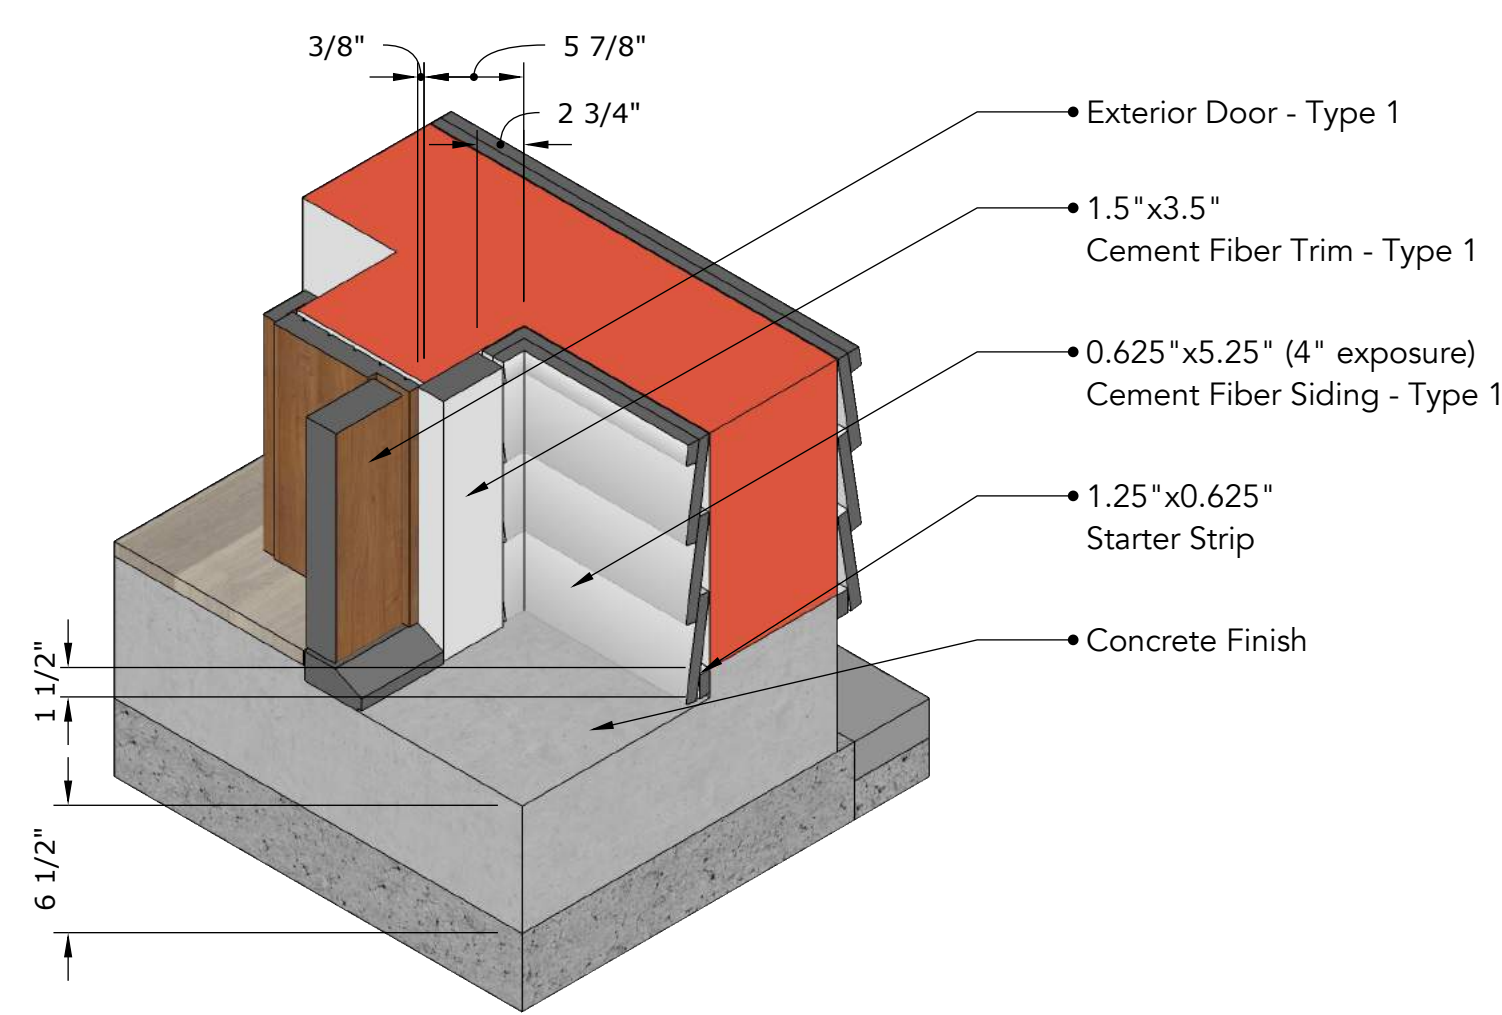 3/8"
5 7/8"
2 3/4"
Exterior Door - Type 1
1.5"x3.5"
Cement Fiber Trim - Type 1
0.625"x5.25" (4" exposure)
Cement Fiber Siding - Type 1
1.25"x0.625"
Starter Strip
Concrete Finish
1 1/2"
6 1/2"